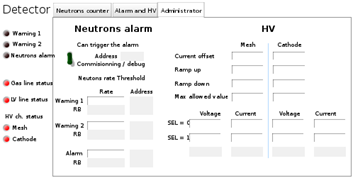 Detector
Neutrons counter
Alarm and HV
Administrator
Warning 1
Warning 2
Neutron alarm
Gas line status
LV line status
HV ch. status
Mesh
Cathode
Neutrons alarm
Can trigger the alarm
Address
Commisioning / debug
Neutons rate Threshold
Rate
Address
Warning 1
RB
Warning 2
RB
Alarm
RB
HV
Mesh
Cathode
Current offset
Ramp up
Ramp down
Max allowed value
Voltage
Current
Voltage
Current
SEL = 0
SEL = 1